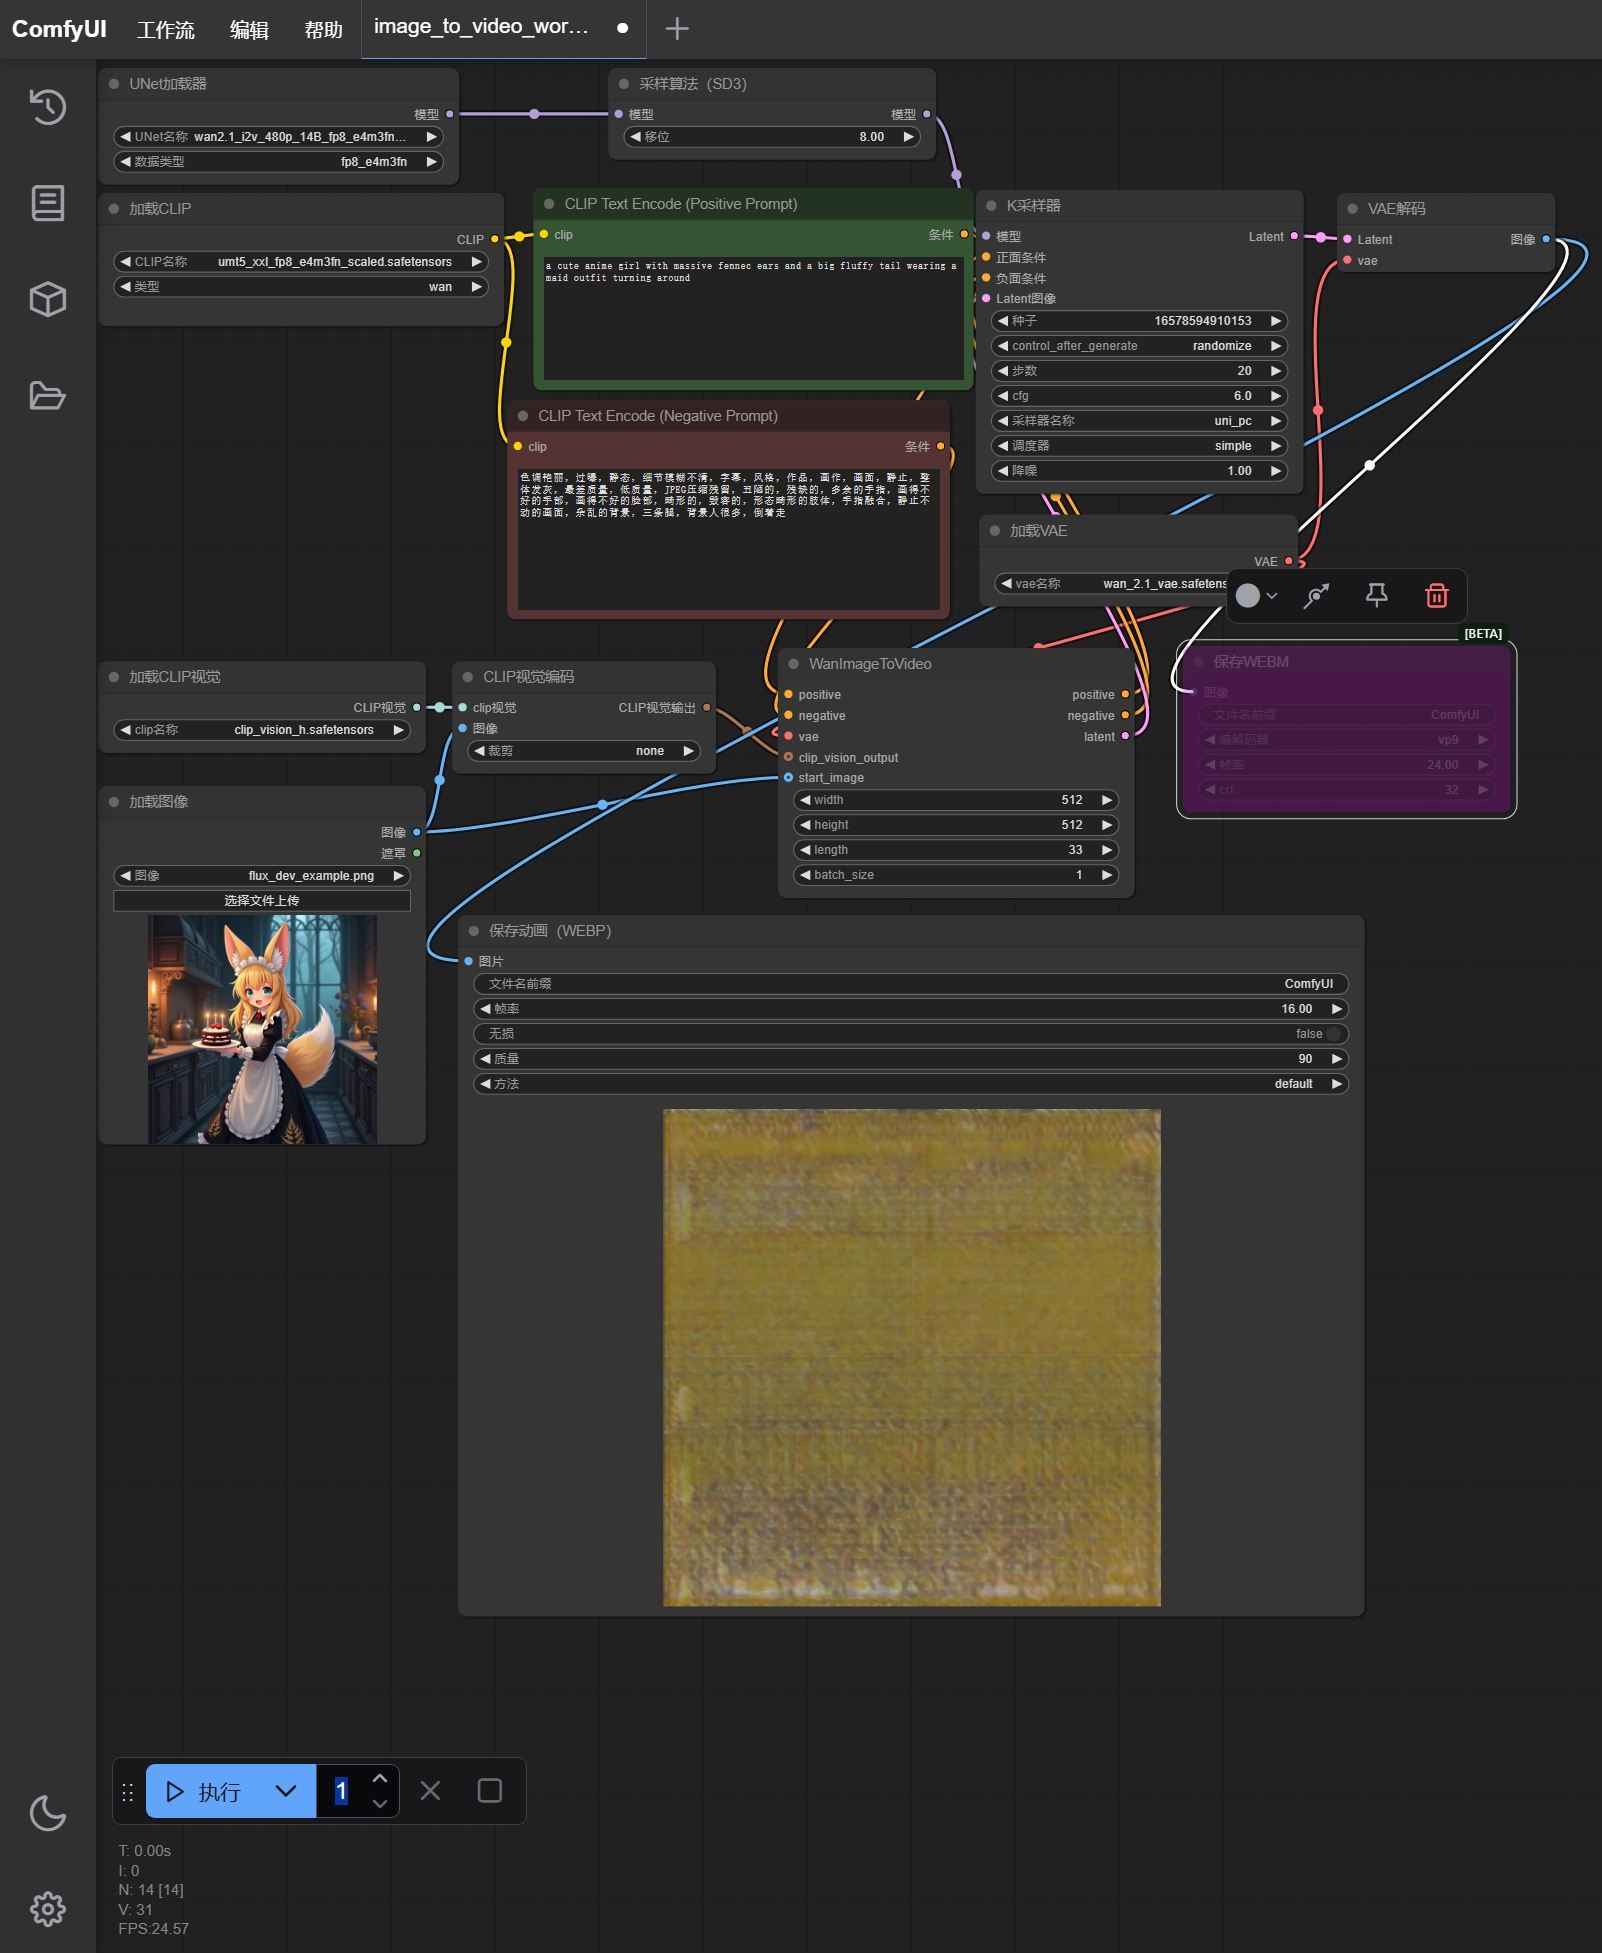 ComfyUI 工作流 编辑 帮助 image_to_video_wor...
UNet加载器
模型
UNet名称 wan2.1_i2v_480p_14B_fp8_e4m3fn...
数据类型 fp8_e4m3fn
采样算法（SD3）
模型 模型
移位 8.00
加载CLIP
CLIP
CLIP名称 umt5_xxl_fp8_e4m3fn_scaled.safetensors
类型 wan
CLIP Text Encode (Positive Prompt)
clip 条件
a cute anime girl with massive fennec ears and a big fluffy tail wearing a
maid outfit turning around
CLIP Text Encode (Negative Prompt)
clip 条件
色调艳丽，过曝，静态，细节模糊不清，字幕，风格，作品，画作，画面，静止，整
体发灰，最差质量，低质量，JPEG压缩残留，丑陋的，残缺的，多余的手指，画得不
好的手部，画得不好的脸部，畸形的，毁容的，形态畸形的肢体，手指融合，静止不
动的画面，杂乱的背景，三条腿，背景人很多，倒着走
K采样器
模型 Latent
正面条件
负面条件
Latent图像
种子 16578594910153
control_after_generate randomize
步数 20
cfg 6.0
采样器名称 uni_pc
调度器 simple
降噪 1.00
VAE解码
Latent 图像
vae
加载VAE
VAE
vae名称 wan_2.1_vae.safetens
[BETA]
保存WEBM
图像
文件名前缀 ComfyUI
编解码器 vp9
帧率 24.00
crf 32
加载CLIP视觉
CLIP视觉
clip名称 clip_vision_h.safetensors
CLIP视觉编码
clip视觉 CLIP视觉输出
图像
裁剪 none
WanImageToVideo
positive positive
negative negative
vae latent
clip_vision_output
start_image
width 512
height 512
length 33
batch_size 1
加载图像
图像
遮罩
图像 flux_dev_example.png
选择文件上传
保存动画（WEBP）
图片
文件名前缀 ComfyUI
帧率 16.00
无损 false
质量 90
方法 default
执行 1
T: 0.00s
I: 0
N: 14 [14]
V: 31
FPS:24.57